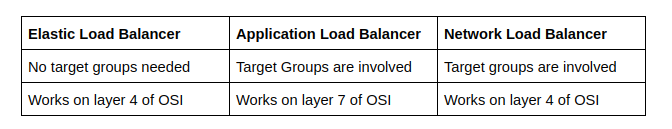 Elastic Load Balancer Application Load Balancer Network Load Balancer
No target groups needed Target Groups are involved Target groups are involved
Works on layer 4 of OSI Works on layer 7 of OSI Works on layer 4 of OSI